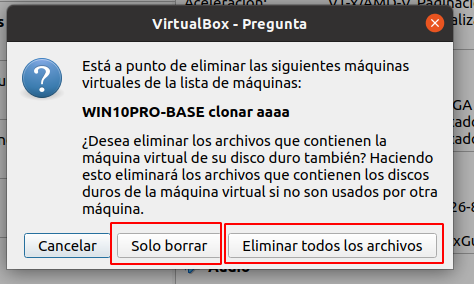 Aceleración: VT-x/AMD-V, Paginación
VirtualBox - Pregunta
Está a punto de eliminar las siguientes máquinas
virtuales de la lista de máquinas:
WIN10PRO-BASE clonar aaaa
¿Desea eliminar los archivos que contienen la
máquina virtual de su disco duro también? Haciendo
esto eliminará los archivos que contienen los discos
duros de la máquina virtual si no son usados por otra
máquina.
Cancelar Solo borrar Eliminar todos los archivos
Audio